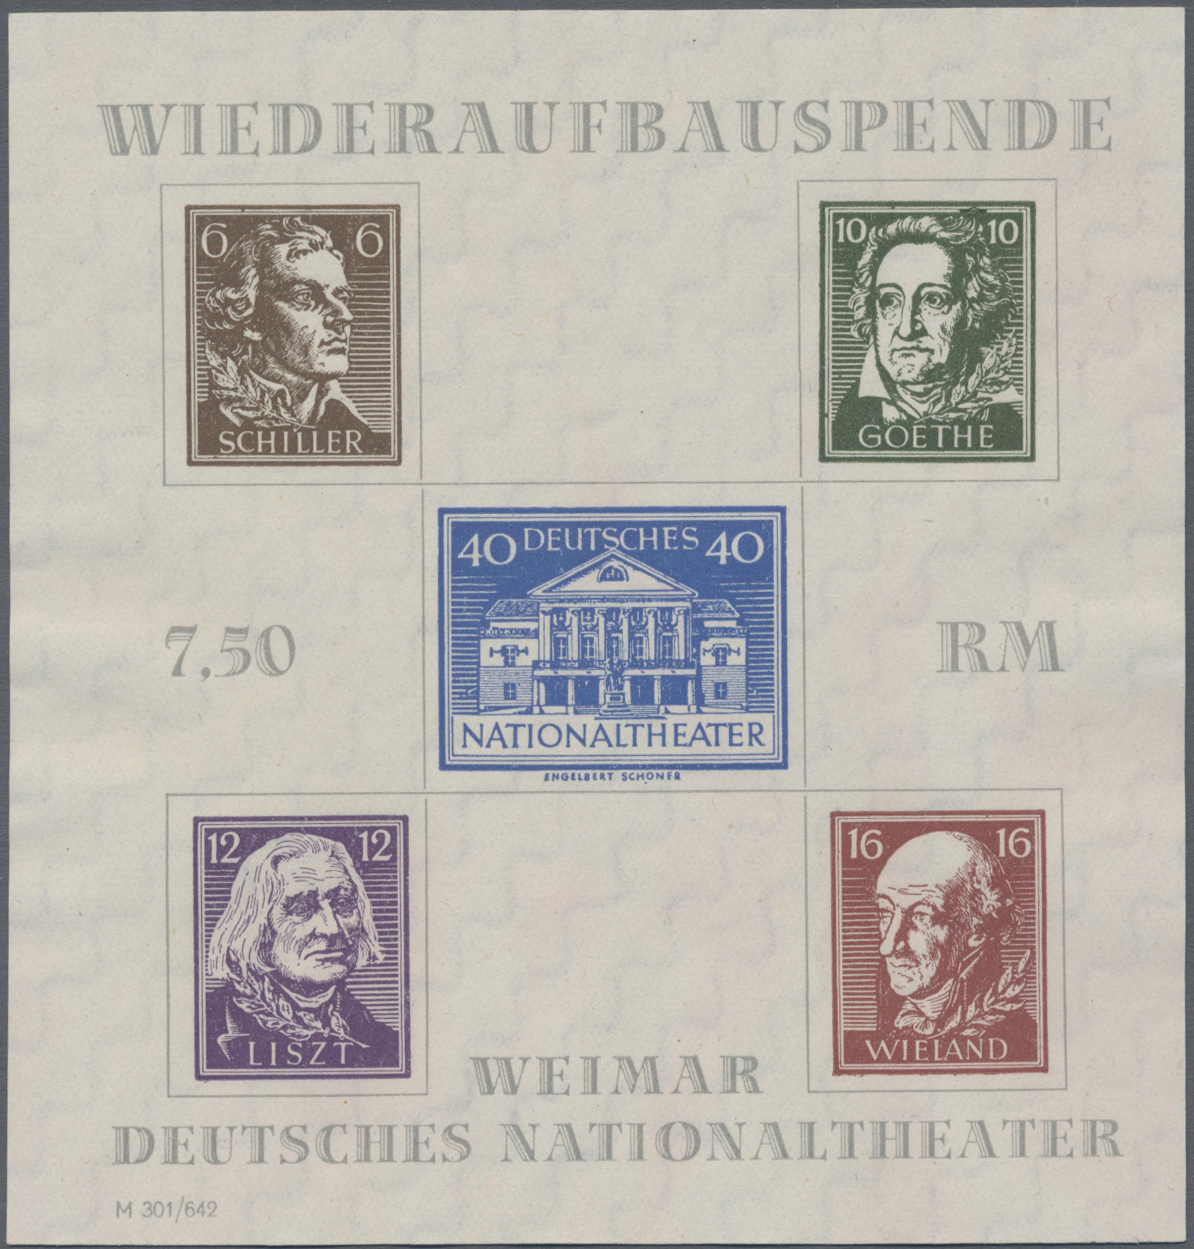 WIEDERAUFBAUSPENDE
6 6
SCHILLER
10 10
GOETHE
40 DEUTSCHES 40
NATIONALTHEATER
ENGELBERT SCHONER
7,50 RM
12 12
LISZT
16 16
WIELAND
WEIMAR
DEUTSCHES NATIONALTHEATER
M 301/642